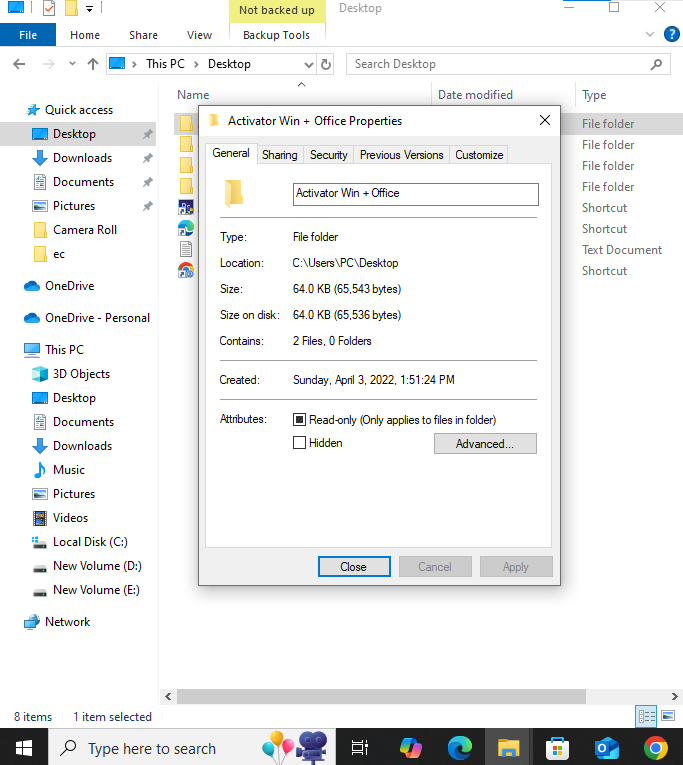 Not backed up
Desktop
File
Home
Share
View
Backup Tools
This PC
Desktop
Search Desktop
Name
Date modified
Type
Quick access
Desktop
Downloads
Documents
Pictures
Camera Roll
ec
OneDrive
OneDrive - Personal
This PC
3D Objects
Desktop
Documents
Downloads
Music
Pictures
Videos
Local Disk (C:)
New Volume (D:)
New Volume (E:)
Network
File folder
File folder
File folder
File folder
Shortcut
Shortcut
Text Document
Shortcut
Activator Win + Office Properties
General
Sharing
Security
Previous Versions
Customize
Activator Win + Office
Type: File folder
Location: C:\Users\PC\Desktop
Size: 64.0 KB (65,543 bytes)
Size on disk: 64.0 KB (65,536 bytes)
Contains: 2 Files, 0 Folders
Created: Sunday, April 3, 2022, 1:51:24 PM
Attributes: Read-only (Only applies to files in folder)
Hidden
Advanced...
Close
Cancel
Apply
8 items
1 item selected
Type here to search